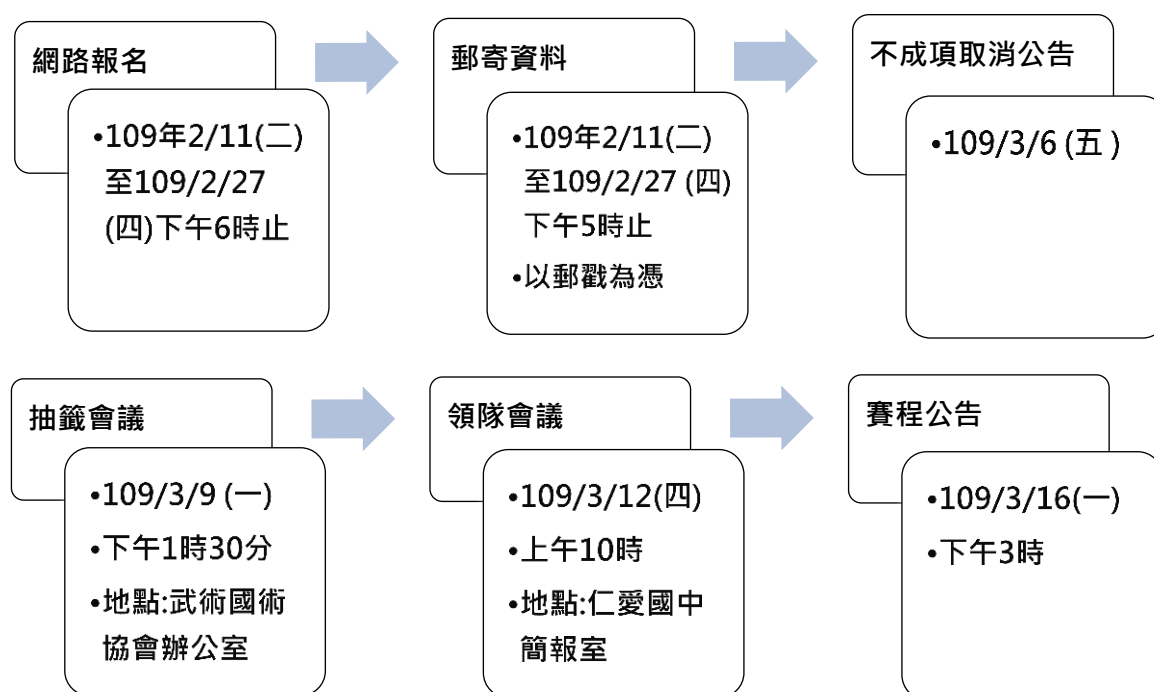 網路報名
•109年2/11(二)
至109/2/27
(四)下午6時止
郵寄資料
•109年2/11(二)
至109/2/27 (四)
下午5時止
•以郵戳為憑
不成項取消公告
•109/3/6 (五 )
抽籤會議
•109/3/9 (一)
•下午1時30分
•地點:武術國術
協會辦公室
領隊會議
•109/3/12(四)
•上午10時
•地點:仁愛國中
簡報室
賽程公告
•109/3/16(一)
•下午3時